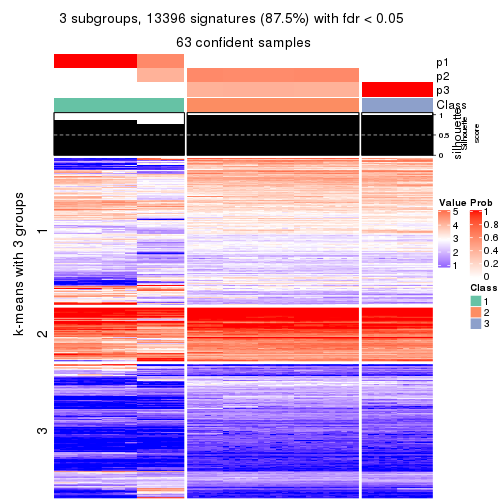 3 subgroups, 13396 signatures (87.5%) with fdr < 0.05
63 confident samples
p1
p2
p3
Class
1
0.5
0
silhouette
Silhouette
score
k-means with 3 groups
1
2
3
Value
5
4
3
2
1
Prob
1
0.8
0.6
0.4
0.2
0
Class
1
2
3